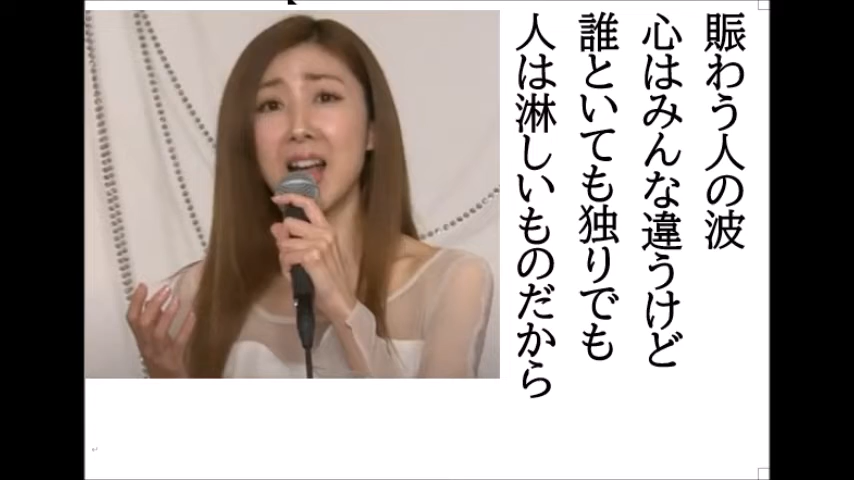 賑わう人の波
心はみんな違うけど
誰といても独りでも
人は淋しいものだから